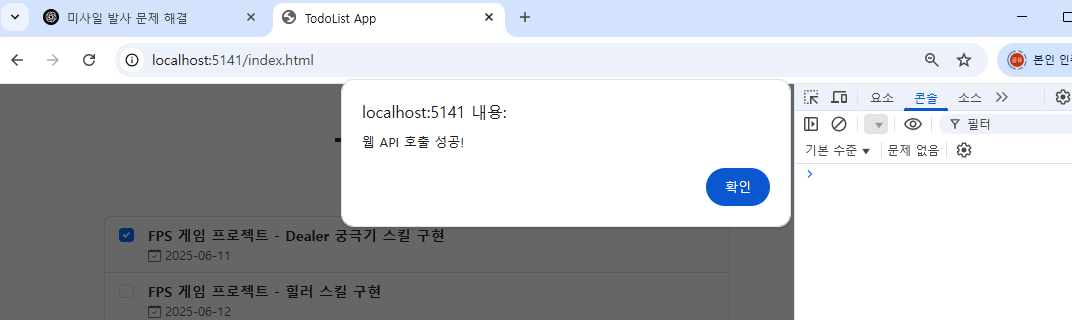 미사일 발사 문제 해결
TodoList App
localhost:5141/index.html
본인 인
localhost:5141 내용:
웹 API 호출 성공!
확인
요소
콘솔
소스
필터
기본 수준
문제 없음
FPS 게임 프로젝트 - Dealer 궁극기 스킬 구현
2025-06-11
FPS 게임 프로젝트 - 힐러 스킬 구현
2025-06-12